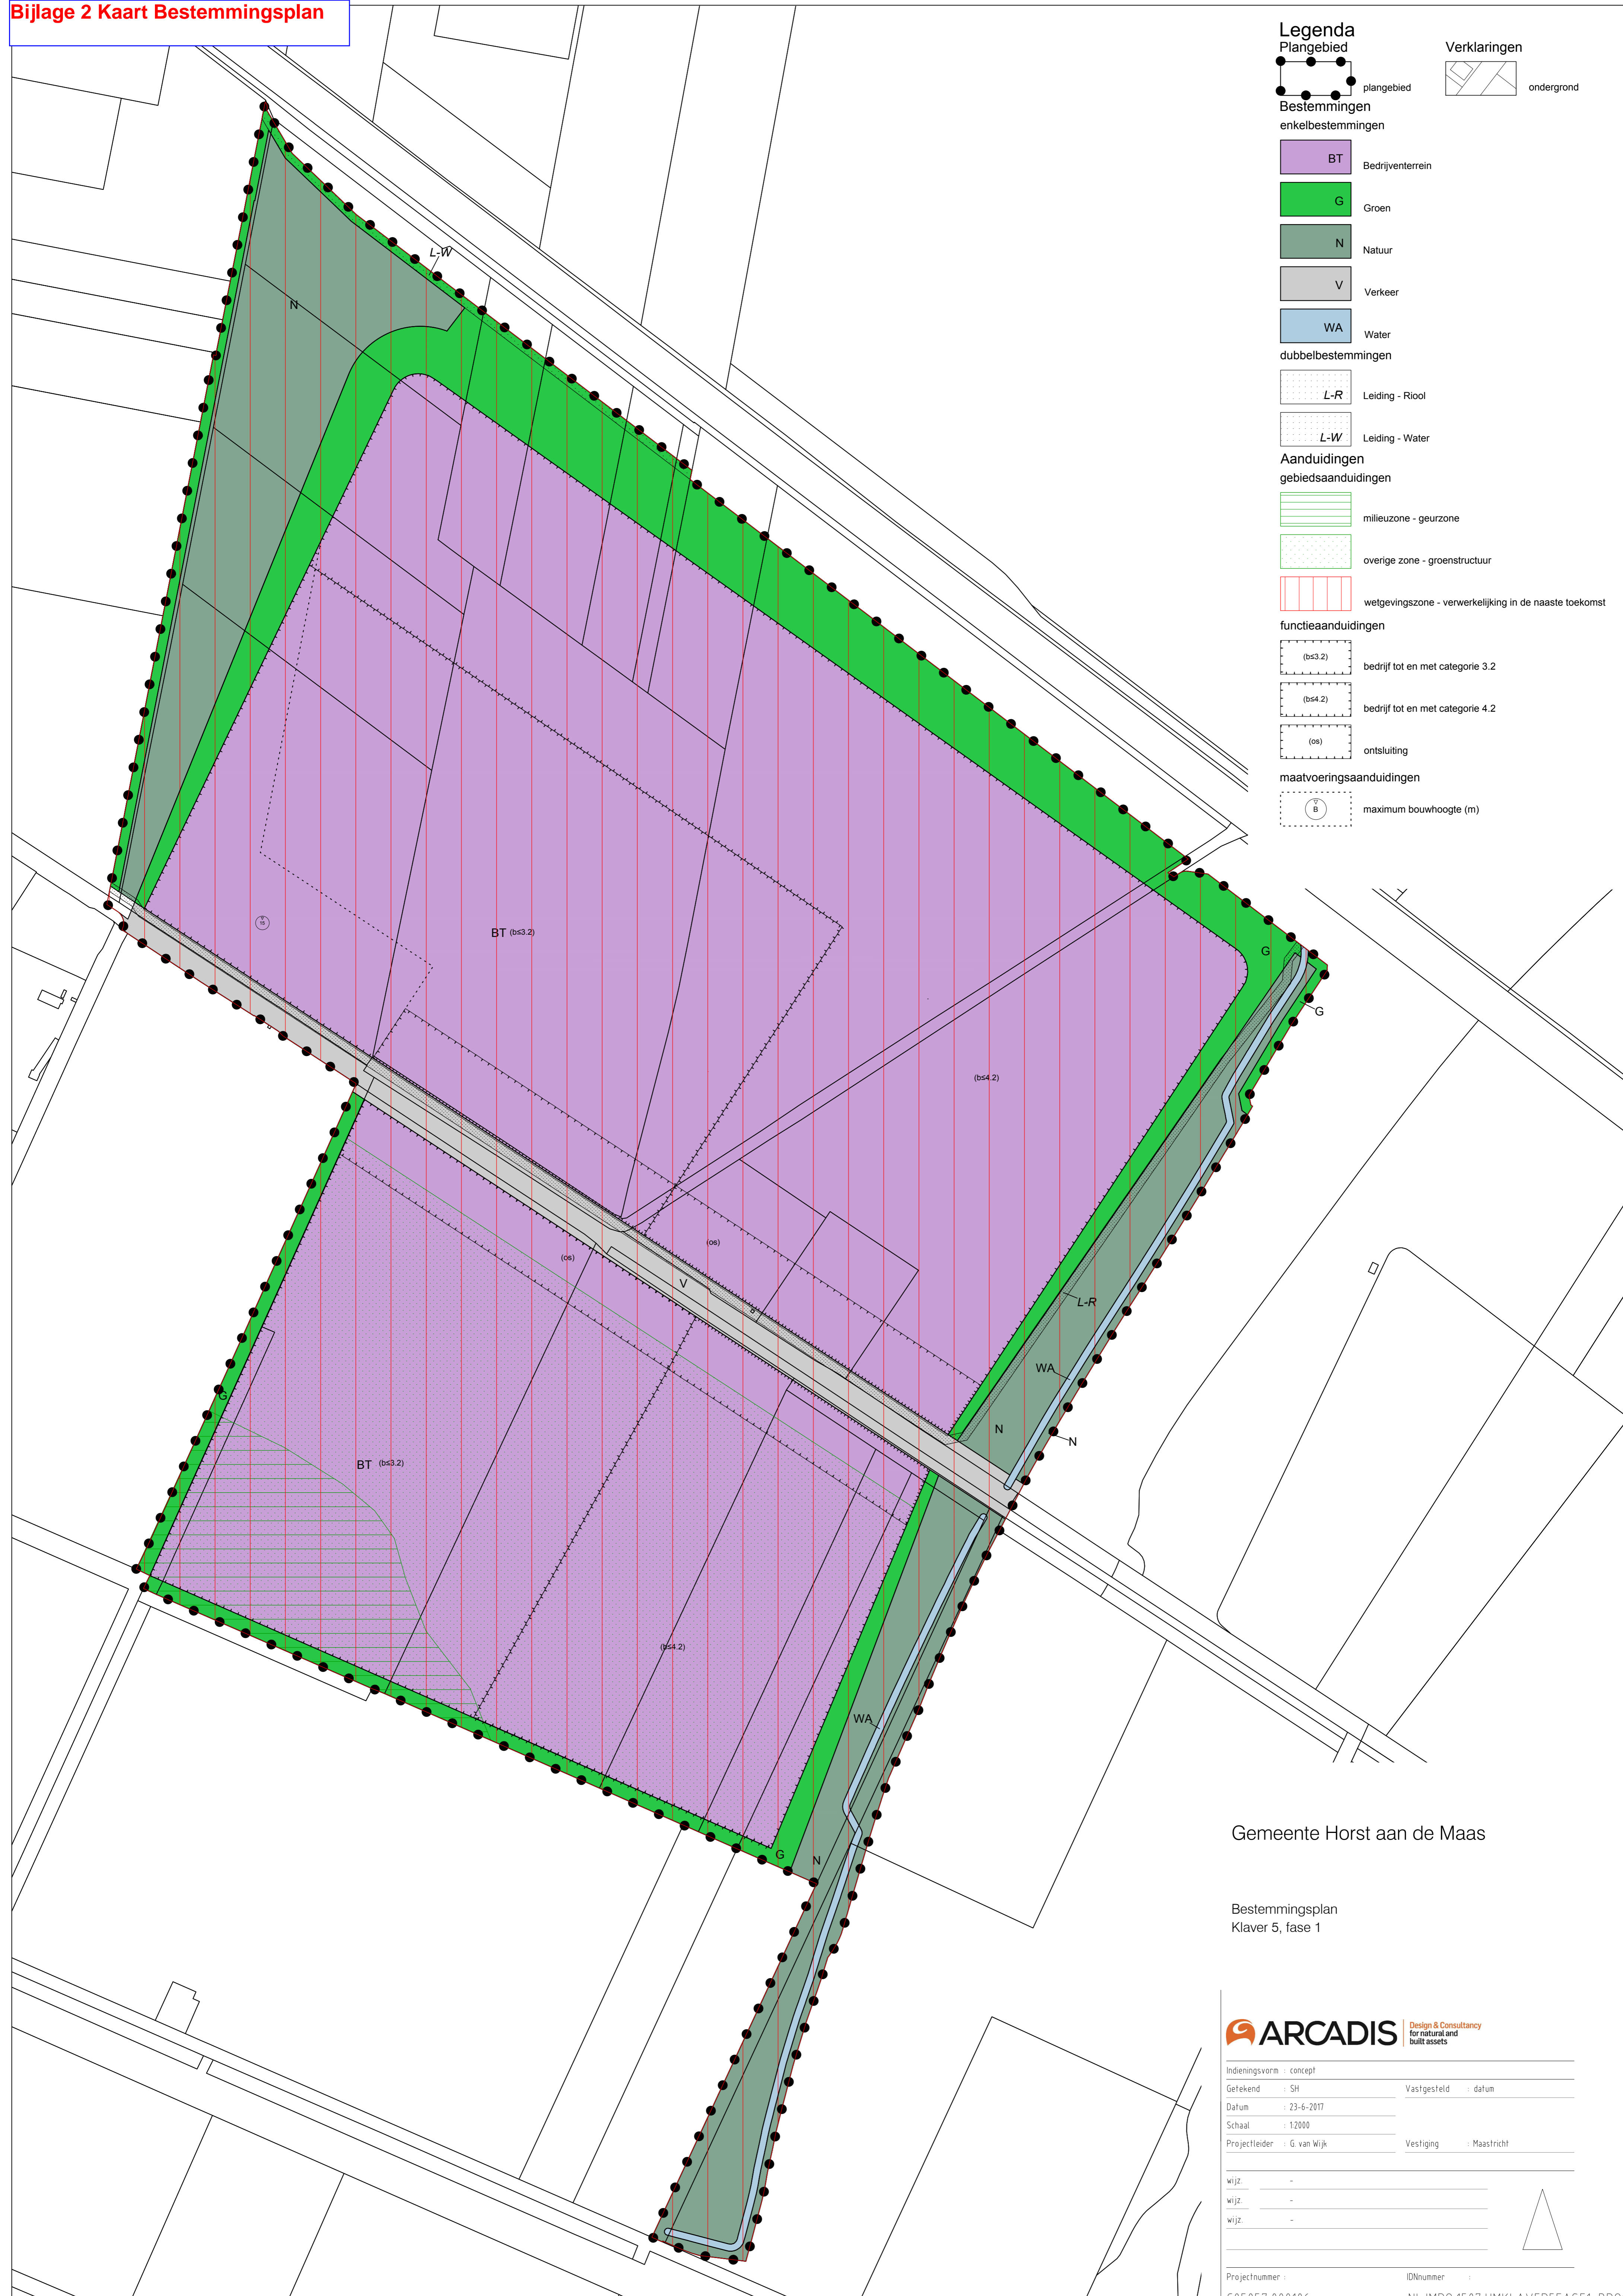 Bijlage 2 Kaart Bestemmingsplan
Legenda
Plangebied
plangebied
Verklaringen
ondergrond
Bestemmingen
enkelbestemmingen
BT Bedrijventerrein
G Groen
N Natuur
V Verkeer
WA Water
dubbelbestemmingen
L-R Leiding - Riool
L-W Leiding - Water
Aanduidingen
gebiedsaanduidingen
milieuzone - geurzone
overige zone - groenstructuur
wetgevingszone - verwerkelijking in de naaste toekomst
functieaanduidingen
(b≤3.2) bedrijf tot en met categorie 3.2
(b≤4.2) bedrijf tot en met categorie 4.2
(os) ontsluiting
maatvoeringsaanduidingen
B maximum bouwhoogte (m)
L-W
N
15
BT (b≤3.2)
G
G
(b≤4.2)
(os)
(os)
V
L-R
WA
N
N
G
BT (b≤3.2)
(b≤4.2)
WA
G
N
Gemeente Horst aan de Maas
Bestemmingsplan
Klaver 5, fase 1
ARCADIS
Design & Consultancy
for natural and
built assets
Indieningsvorm : concept
Getekend : SH
Vastgesteld : datum
Datum : 23-6-2017
Schaal : 1:2000
Projectleider : G. van Wijk
Vestiging : Maastricht
wijz. -
wijz. -
wijz. -
Projectnummer :
IDNnummer :